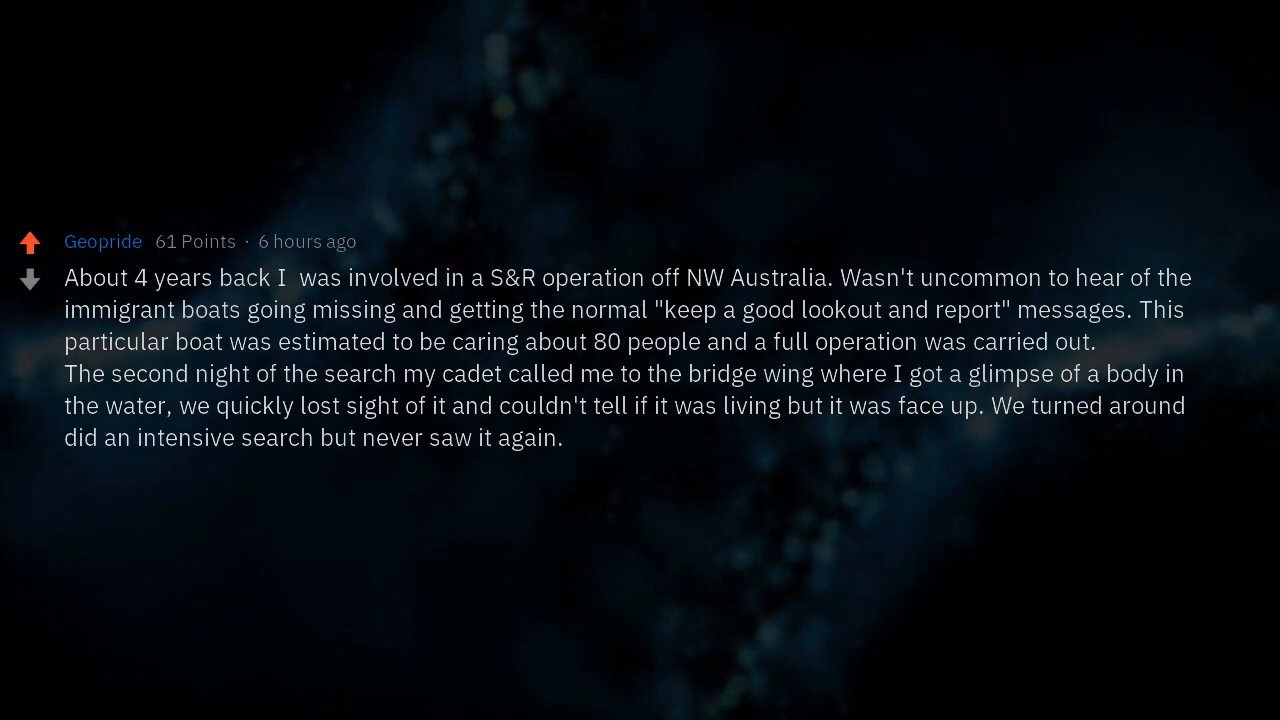 Geopride 61 Points · 6 hours ago
About 4 years back I  was involved in a S&R operation off NW Australia. Wasn't uncommon to hear of the
immigrant boats going missing and getting the normal "keep a good lookout and report" messages. This
particular boat was estimated to be caring about 80 people and a full operation was carried out.
The second night of the search my cadet called me to the bridge wing where I got a glimpse of a body in
the water, we quickly lost sight of it and couldn't tell if it was living but it was face up. We turned around
did an intensive search but never saw it again.